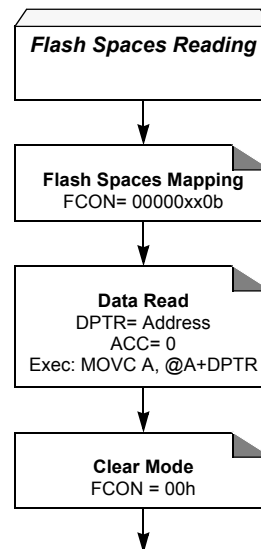 Flash Spaces Reading
Flash Spaces Mapping
FCON= 00000xx0b
Data Read
DPTR= Address
ACC= 0
Exec: MOVC A, @A+DPTR
Clear Mode
FCON = 00h